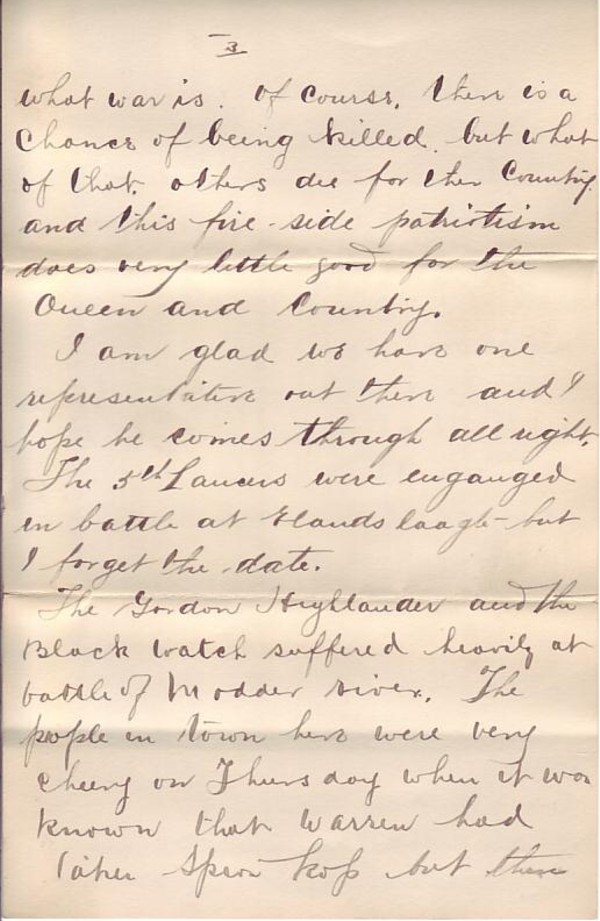 3
what war is. Of course, there is a
chance of being killed, but what
of that, others die for ther Country
and this fire-side patriotism
does very little good for the
Queen and Country.
I am glad we have one
representative out there and I
hope he comes through all right.
The 5th Lancers were enganged
in battle at Elandslaagte but
I forget the date.
The Gordon Highlander and the
Black Watch suffered heavily at
battle of Modder River. The
people in town here were very
cheery on Thursday when it was
known that Warren had
taken Spion Kop but there